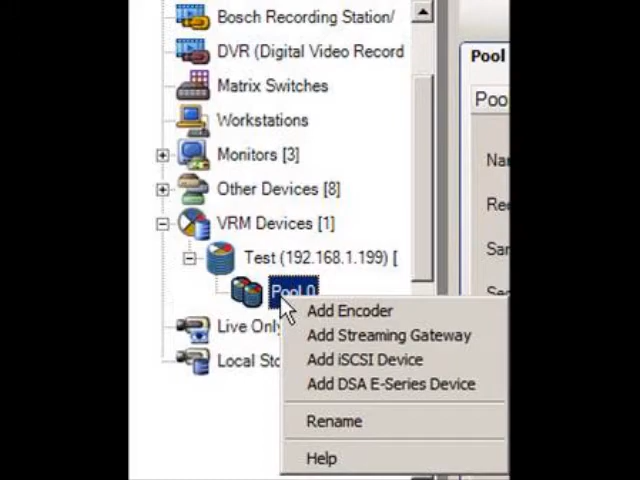 Bosch Recording Station/
DVR (Digital Video Record
Matrix Switches
Workstations
Monitors [3]
Other Devices [8]
VRM Devices [1]
Test (192.168.1.199) [
Pool 0
Live Only
Local Sto
Add Encoder
Add Streaming Gateway
Add iSCSI Device
Add DSA E-Series Device
Rename
Help
Pool
Poo
Nar
Rec
Sar
Sec